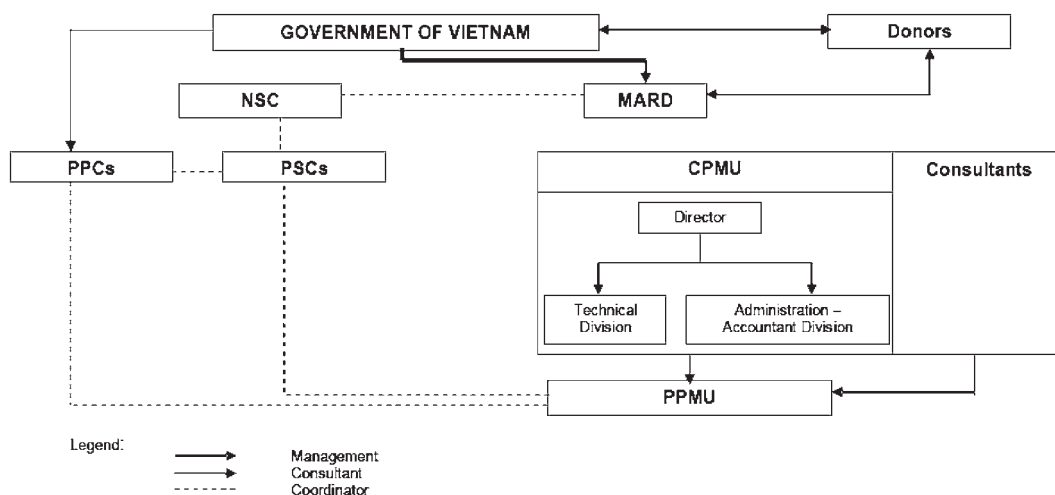 GOVERNMENT OF VIETNAM
Donors
NSC
MARD
PPCs
PSCs
CPMU
Consultants
Director
Technical
Division
Administration –
Accountant Division
PPMU
Legend:
Management
Consultant
Coordinator